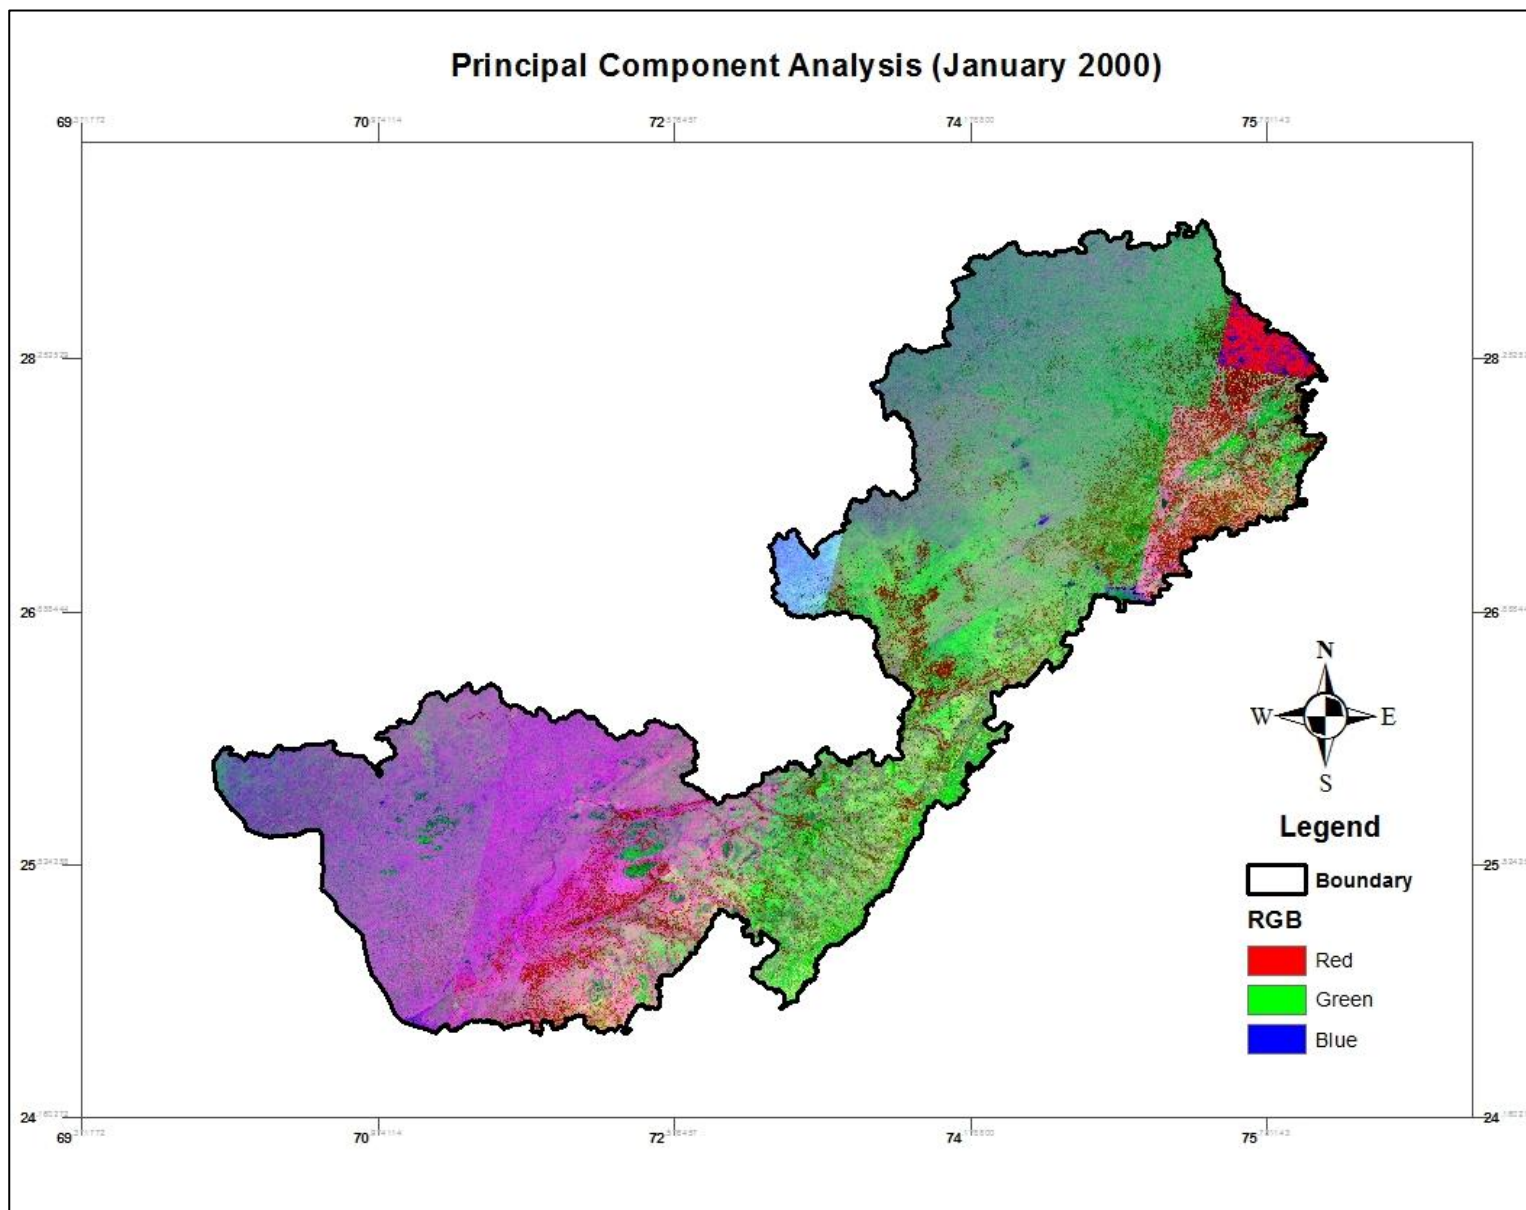 Principal Component Analysis (January 2000)
69 70 72 74 75
28 28
26 26
N
W E
S
25 25
Legend
Boundary
RGB
Red
Green
Blue
24 24
69 70 72 74 75